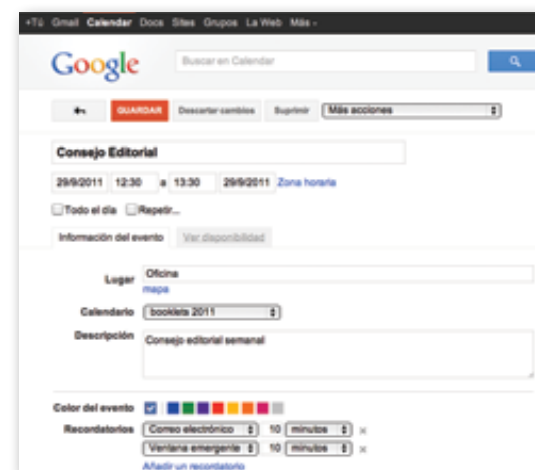 +Tú Gmail Calendar Docs Sites Grupos La Web Más
Google Buscar en Calendar
GUARDAR Descartar cambios Suprimir Más acciones
Consejo Editorial
29/9/2011 12:30 a 13:30 29/9/2011 Zona horaria
Todo el día Repetir...
Información del evento Ver disponibilidad
Lugar Oficina
mapa
Calendario booklets 2011
Descripción Consejo editorial semanal
Color del evento
Recordatorios Correo electrónico 10 minutos x
Ventana emergente 10 minutos x
Añadir un recordatorio